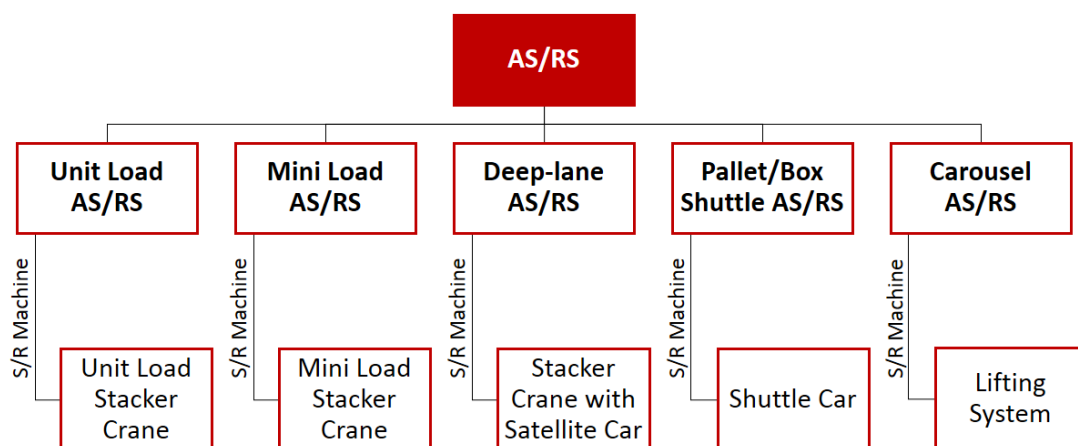 AS/RS
Unit Load
AS/RS
Mini Load
AS/RS
Deep-lane
AS/RS
Pallet/Box
Shuttle AS/RS
Carousel
AS/RS
S/R Machine
S/R Machine
S/R Machine
S/R Machine
S/R Machine
Unit Load
Stacker
Crane
Mini Load
Stacker
Crane
Stacker
Crane with
Satellite Car
Shuttle Car
Lifting
System